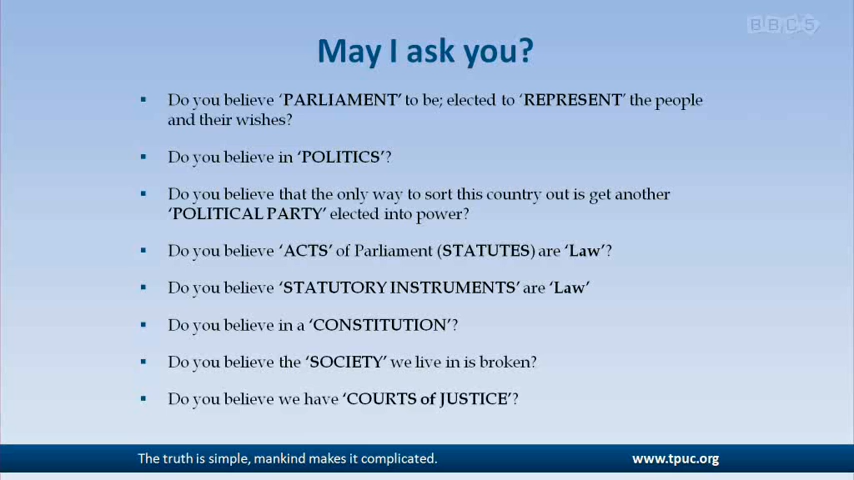 BBC5
May I ask you?
▪ Do you believe ‘PARLIAMENT’ to be; elected to ‘REPRESENT’ the people
and their wishes?
▪ Do you believe in ‘POLITICS’?
▪ Do you believe that the only way to sort this country out is get another
‘POLITICAL PARTY’ elected into power?
▪ Do you believe ‘ACTS’ of Parliament (STATUTES) are ‘Law’?
▪ Do you believe ‘STATUTORY INSTRUMENTS’ are ‘Law’
▪ Do you believe in a ‘CONSTITUTION’?
▪ Do you believe the ‘SOCIETY’ we live in is broken?
▪ Do you believe we have ‘COURTS of JUSTICE’?
The truth is simple, mankind makes it complicated.
www.tpuc.org